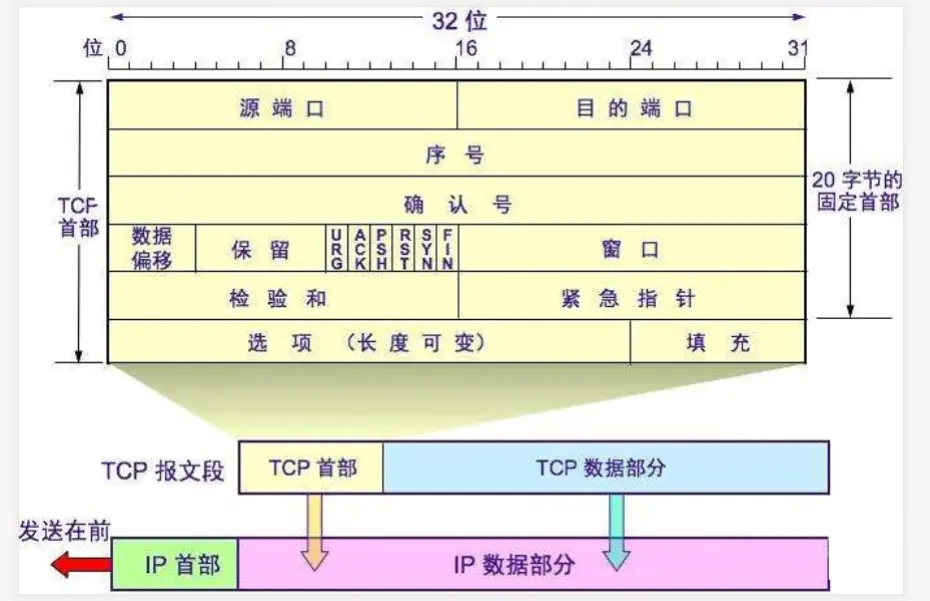 32 位
位 0 8 16 24 31
源 端 口 目 的 端 口
序 号
确 认 号
TCP
首部
20 字节的
固定首部
数据
偏移
保 留
URG
ACK
PSH
RST
SYN
FIN
窗 口
检 验 和 紧 急 指 针
选 项 (长 度 可 变) 填 充
TCP 报文段 TCP 首部 TCP 数据部分
发送在前
IP 首部 IP 数据部分